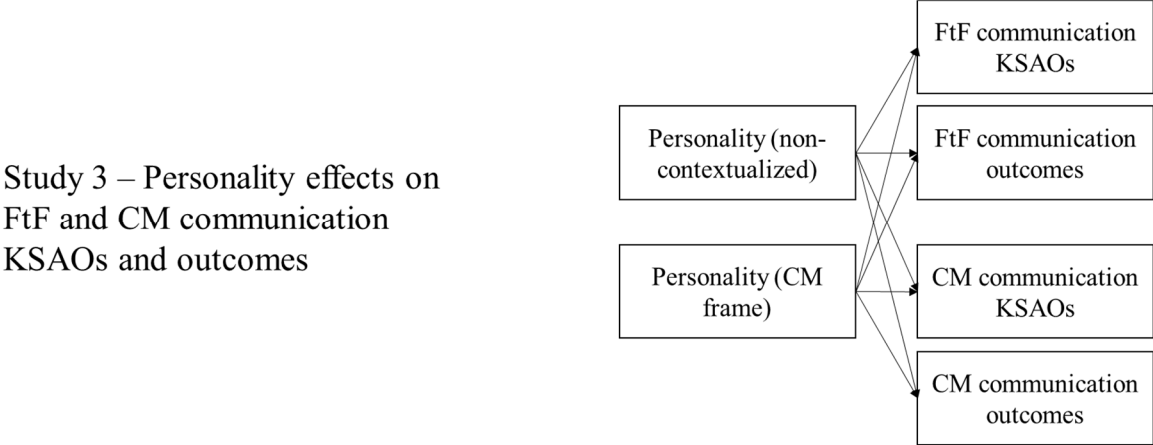 Study 3 – Personality effects on
FtF and CM communication
KSAOs and outcomes
Personality (non-
contextualized)
Personality (CM
frame)
FtF communication
KSAOs
FtF communication
outcomes
CM communication
KSAOs
CM communication
outcomes